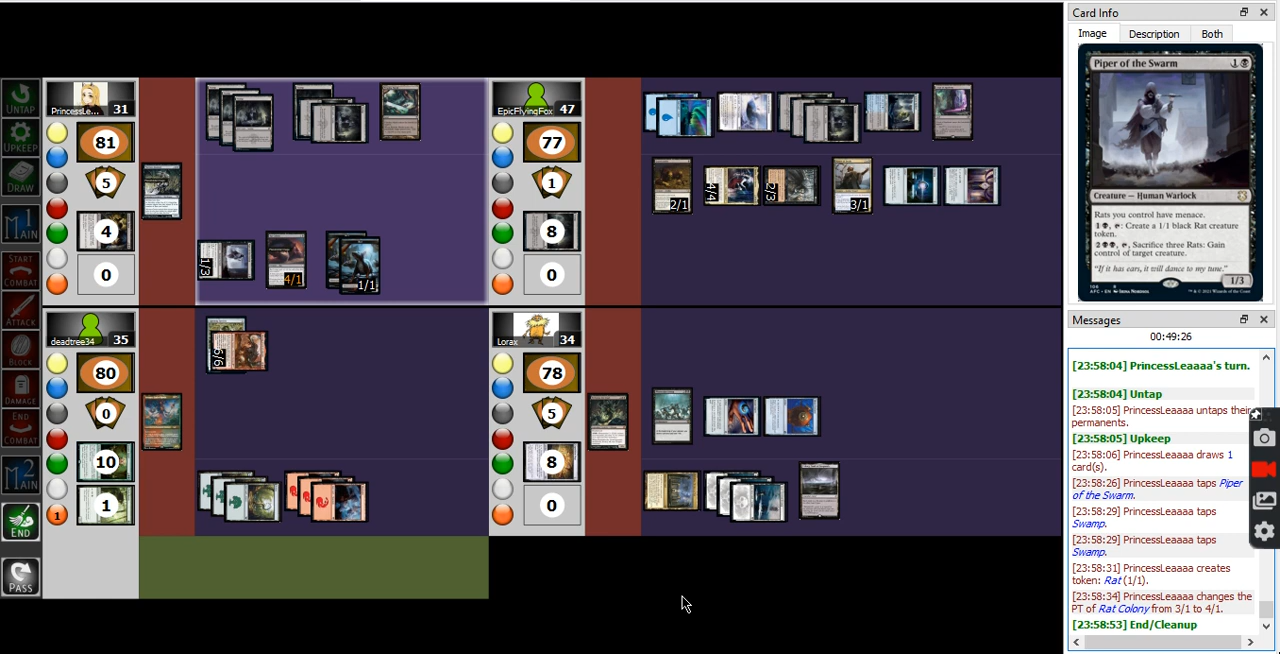 Card Info
Image
Description
Both
Piper of the Swarm
1
Creature — Human Warlock
Rats you control have menace.
1, : Create a 1/1 black Rat creature
token.
2, , Sacrifice three Rats: Gain
control of target creature.
"If it has ears, it will dance to my tune."
1/3
UNTAP
UPKEEP
DRAW
M1
MAIN
START
COMBAT
ATTACK
BLOCK
DAMAGE
END
COMBAT
M2
MAIN
END
PASS
PrincessLe...
31
81
5
4
0
1/3
4/1
1/1
EpicFlyingFox
47
77
1
8
0
2/1
4/4
2/3
3/1
deadtree34
35
80
0
10
1
1
6/6
Lorax
34
78
5
8
0
Messages
00:49:26
[23:58:04] PrincessLeaaaa's turn.
[23:58:04] Untap
[23:58:05] PrincessLeaaaa untaps their
permanents.
[23:58:05] Upkeep
[23:58:06] PrincessLeaaaa draws 1
card(s).
[23:58:26] PrincessLeaaaa taps Piper
of the Swarm.
[23:58:29] PrincessLeaaaa taps
Swamp.
[23:58:29] PrincessLeaaaa taps
Swamp.
[23:58:31] PrincessLeaaaa creates
token: Rat (1/1).
[23:58:34] PrincessLeaaaa changes the
PT of Rat Colony from 3/1 to 4/1.
[23:58:53] End/Cleanup